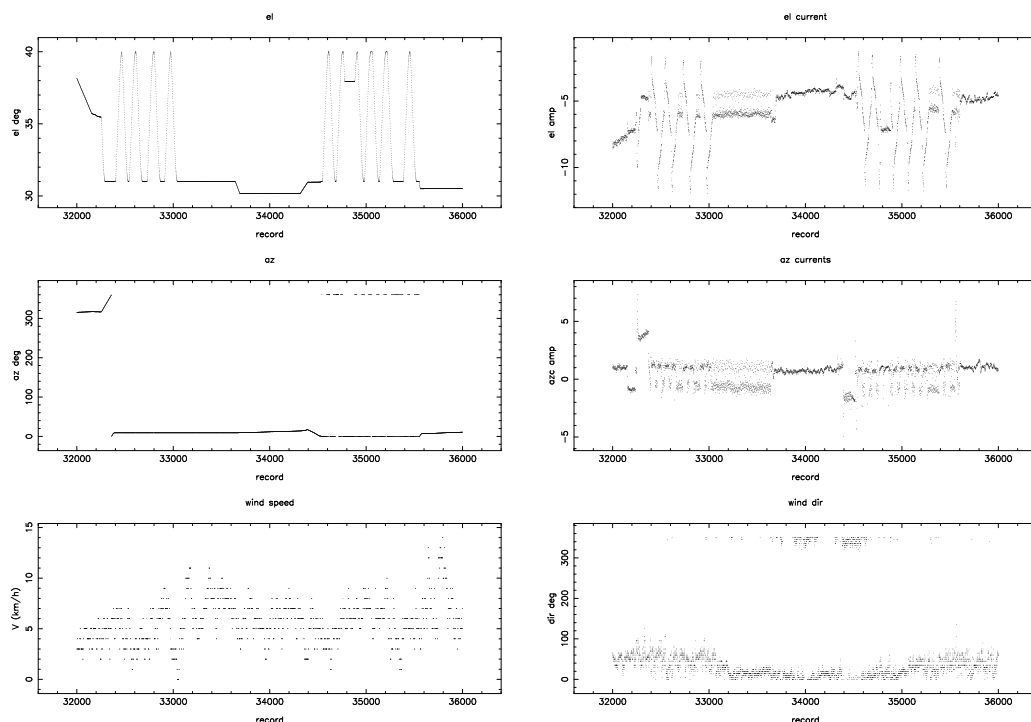 el
40
35
30
el deg
32000 33000 34000 35000 36000
record
el current
−5
−10
el amp
32000 33000 34000 35000 36000
record
az
300
200
100
0
az deg
32000 33000 34000 35000 36000
record
az currents
5
0
−5
azc amp
32000 33000 34000 35000 36000
record
wind speed
15
10
5
0
V (km/h)
32000 33000 34000 35000 36000
record
wind dir
300
200
100
0
dir deg
32000 33000 34000 35000 36000
record